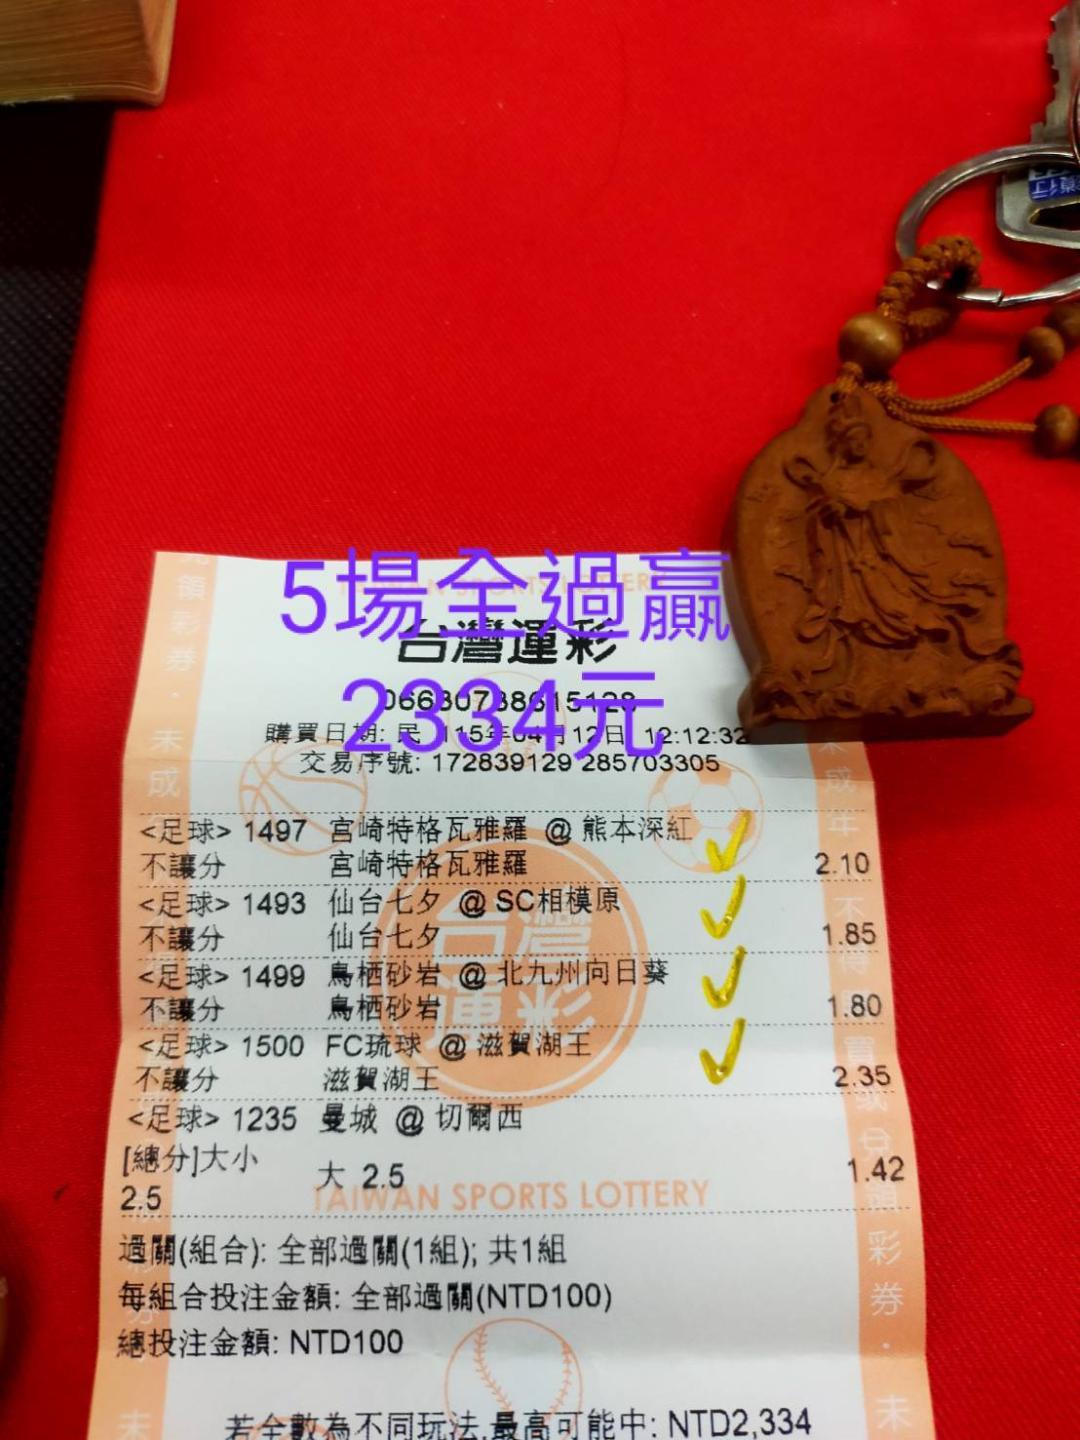 5場全過贏
2334元
TAIWAN SPORTS LOTTERY
台灣運彩
購買日期: 民 115年04月12日 12:12:32
交易序號: 172839129 285703305
<足球> 1497 宮崎特格瓦雅羅 @ 熊本深紅
不讓分 宮崎特格瓦雅羅 2.10
<足球> 1493 仙台七夕 @ SC相模原
不讓分 仙台七夕 1.85
<足球> 1499 鳥栖砂岩 @ 北九州向日葵
不讓分 鳥栖砂岩 1.80
<足球> 1500 FC琉球 @ 滋賀湖王
不讓分 滋賀湖王 2.35
<足球> 1235 曼城 @ 切爾西
[總分]大小 大 2.5 1.42
2.5
TAIWAN SPORTS LOTTERY
過關(組合): 全部過關(1組); 共1組
每組合投注金額: 全部過關(NTD100)
總投注金額: NTD100
若全數為不同玩法,最高可能中: NTD2,334
台灣
運彩